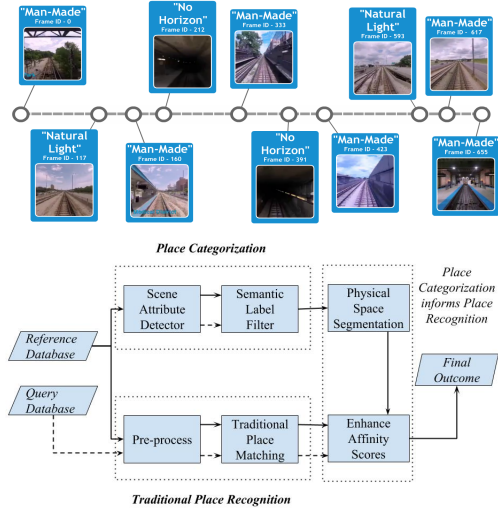 "Man-Made"
Frame ID - 0
"No
Horizon"
Frame ID - 212
"Man-Made"
Frame ID - 333
"Natural
Light"
Frame ID - 593
"Man-Made"
Frame ID - 617
"Natural
Light"
Frame ID - 117
"Man-Made"
Frame ID - 160
"No
Horizon"
Frame ID - 391
"Man-Made"
Frame ID - 423
"Man-Made"
Frame ID - 655
Place Categorization
Place
Categorization
informs Place
Recognition
Scene
Attribute
Detector
Semantic
Label
Filter
Physical
Space
Segmentation
Reference
Database
Final
Outcome
Query
Database
Pre-process
Traditional
Place
Matching
Enhance
Affinity
Scores
Traditional Place Recognition